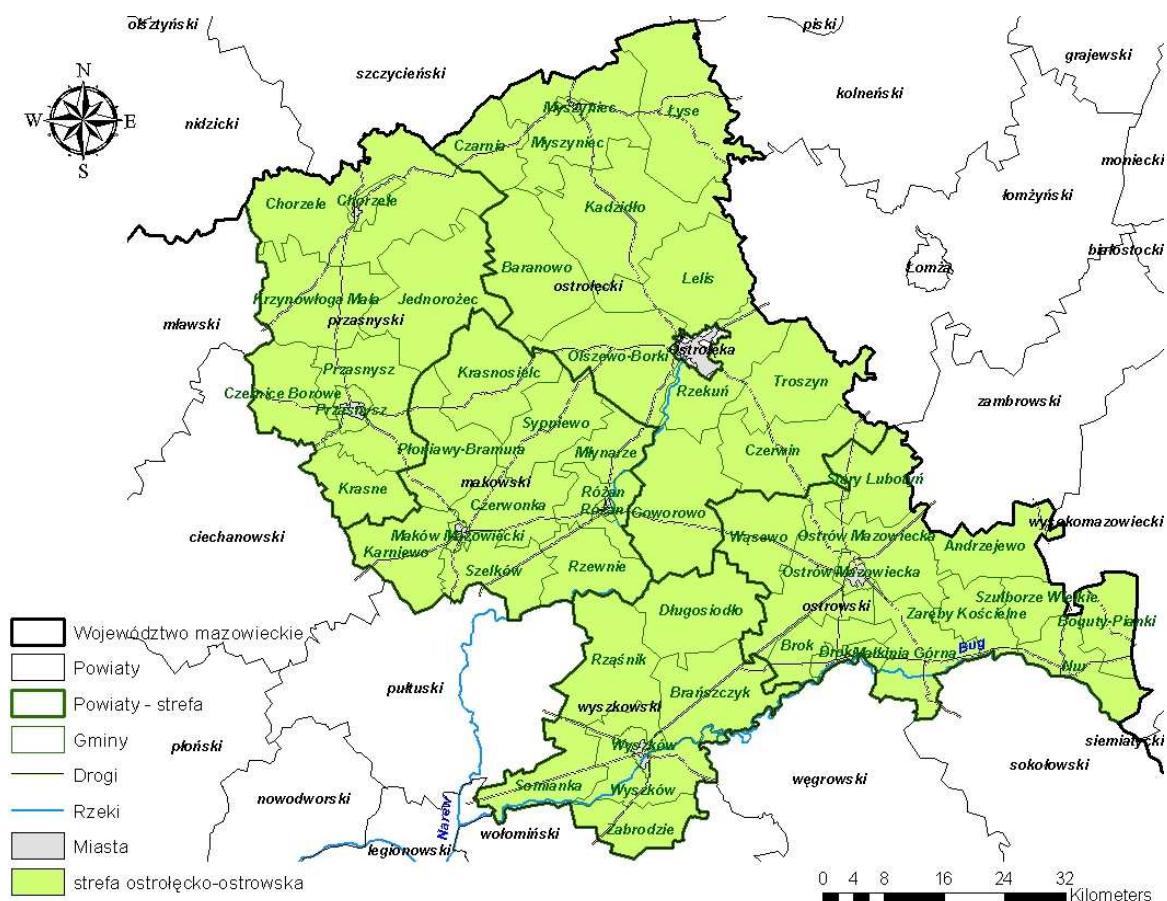 olsztyński
piski
grajewski
szczycieński
kolneński
N
W E
S
nidzicki
Myszyniec
Łyse
Czarnia
Myszyniec
moniecki
łomżyński
Chorzele
Chorzele
Kadzidło
białostocki
Baranowo
Lelis
Łomża
ostrołęcki
Krzynowłoga Mała
Jednorożec
przasnyski
mławski
Ostrołęka
Olszewo-Borki
Przasnysz
Krasnosielc
Troszyn
Rzekuń
Czernice Borowe
zambrowski
Przasnysz
Sypniewo
Płoniawy-Bramura
Młynarze
Czerwin
makowski
Stary Lubotyń
Krasne
Różan
Czerwonka
Różan
Goworowo
wysokomazowiecki
ciechanowski
Maków Mazowiecki
Wąsewo
Ostrów Mazowiecka
Andrzejewo
Karniewo
Szelków
Rzewnie
Ostrów Mazowiecka
Szulborze Wielkie
Długosiodło
ostrowski
Zaręby Kościelne
Boguty-Pianki
Województwo mazowieckie
Brok
Brok
Małkinia Górna
Bug
Rząśnik
Nur
Powiaty
pułtuski
Brańszczyk
Powiaty - strefa
wyszkowski
Gminy
płoński
Wyszków
siemiatycki
Drogi
sokołowski
węgrowski
Somianka
Wyszków
Rzeki
nowodworski
Narew
wołomiński
Zabrodzie
Miasta
legionowski
strefa ostrołęcko-ostrowska
0 4 8 16 24 32
Kilometers